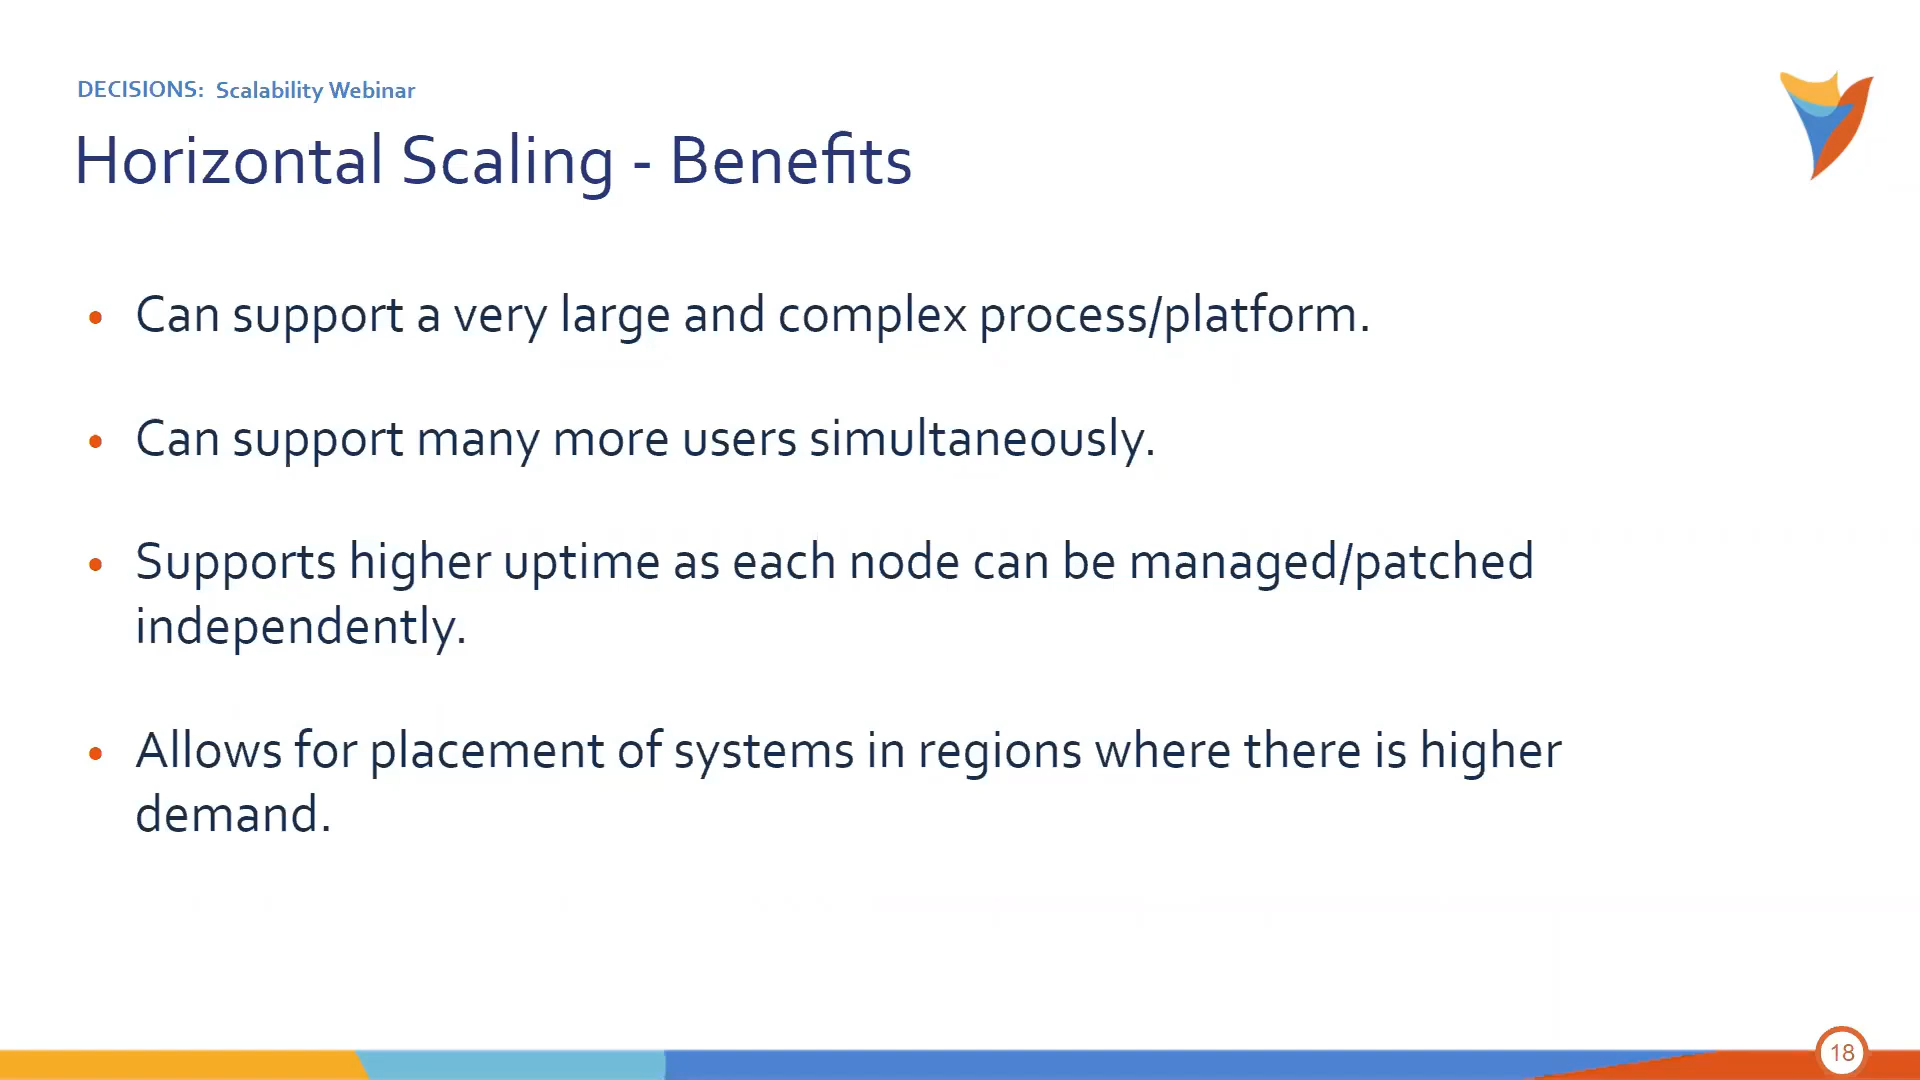 DECISIONS: Scalability Webinar
Horizontal Scaling - Benefits
• Can support a very large and complex process/platform.
• Can support many more users simultaneously.
• Supports higher uptime as each node can be managed/patched
independently.
• Allows for placement of systems in regions where there is higher
demand.
18